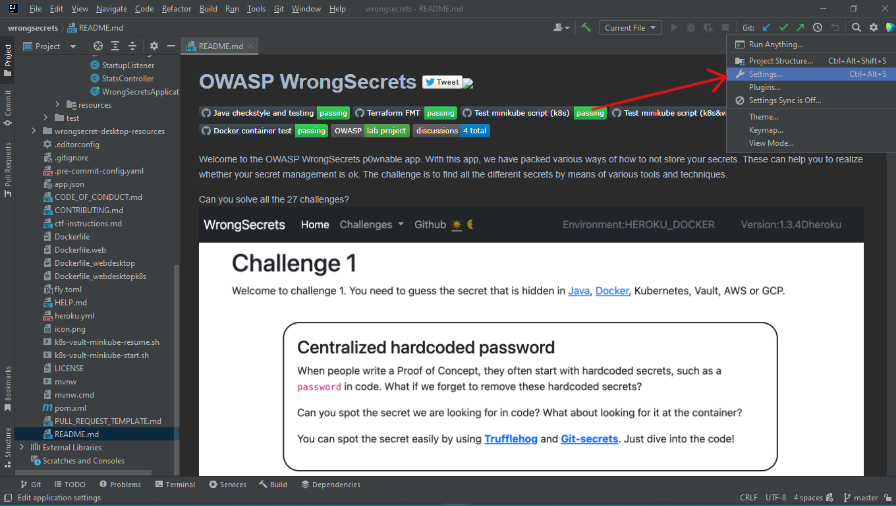 File Edit View Navigate Code Refactor Build Run Tools Git Window Help wrongsecrets - README.md
wrongsecrets README.md Current File Git:
Project
README.md
StartupListener
StatsController
WrongSecretsApplicat
resources
test
wrongsecret-desktop-resources
.editorconfig
.gitignore
.pre-commit-config.yaml
app.json
CODE_OF_CONDUCT.md
CONTRIBUTING.md
ctf-instructions.md
Dockerfile
Dockerfile.web
Dockerfile_webdesktop
Dockerfile_webdesktopk8s
fly.toml
HELP.md
heroku.yml
icon.png
k8s-vault-minkube-resume.sh
k8s-vault-minkube-start.sh
LICENSE
mvnw
mvnw.cmd
pom.xml
PULL_REQUEST_TEMPLATE.md
README.md
External Libraries
Scratches and Consoles
Project
Commit
Pull Requests
Bookmarks
Structure
OWASP WrongSecrets Tweet
Java checkstyle and testing passing Terraform FMT passing Test minikube script (k8s) passing Test minikube script (k8s&va
Docker container test passing OWASP lab project discussions 4 total
Welcome to the OWASP WrongSecrets p0wnable app. With this app, we have packed various ways of how to not store your secrets. These can help you to realize
whether your secret management is ok. The challenge is to find all the different secrets by means of various tools and techniques.
Can you solve all the 27 challenges?
WrongSecrets Home Challenges Github Environment:HEROKU_DOCKER Version:1.3.4Dheroku
Challenge 1
Welcome to challenge 1. You need to guess the secret that is hidden in Java, Docker, Kubernetes, Vault, AWS or GCP.
Centralized hardcoded password
When people write a Proof of Concept, they often start with hardcoded secrets, such as a
password in code. What if we forget to remove these hardcoded secrets?
Can you spot the secret we are looking for in code? What about looking for it at the container?
You can spot the secret easily by using Trufflehog and Git-secrets. Just dive into the code!
Run Anything...
Project Structure... Ctrl+Alt+Shift+S
Settings... Ctrl+Alt+S
Plugins...
Settings Sync is Off...
Theme...
Keymap...
View Mode...
Git TODO Problems Terminal Services Build Dependencies
Edit application settings CRLF UTF-8 4 spaces master